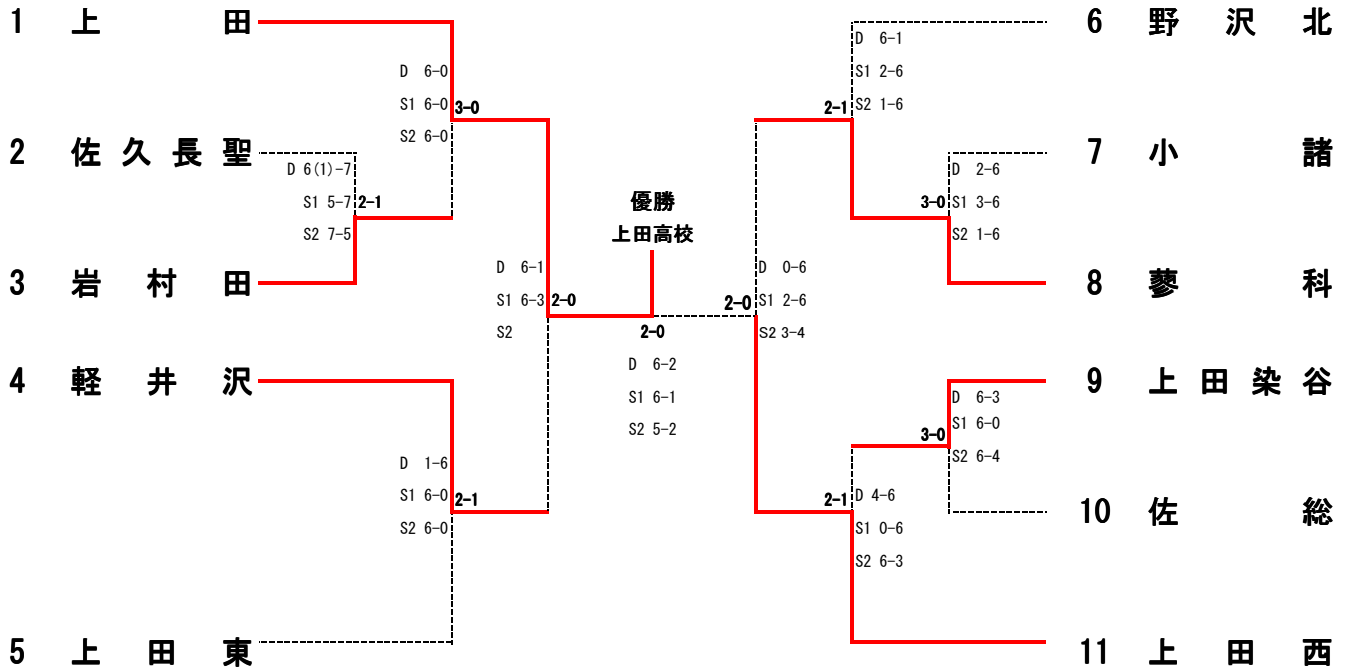 1 上田
2 佐久長聖
3 岩村田
4 軽井沢
5 上田東
D 6-0
S1 6-0
S2 6-0
3-0
D 6(1)-7
S1 5-7
S2 7-5
2-1
D 6-1
S1 6-3
S2
2-0
D 1-6
S1 6-0
S2 6-0
2-1
優勝
上田高校
2-0
D 6-2
S1 6-1
S2 5-2
D 6-1
S1 2-6
S2 1-6
2-1
D 2-6
S1 3-6
S2 1-6
3-0
D 0-6
S1 2-6
S2 3-4
2-0
D 6-3
S1 6-0
S2 6-4
3-0
D 4-6
S1 0-6
S2 6-3
2-1
6 野沢北
7 小諸
8 蓼科
9 上田染谷
10 佐総
11 上田西